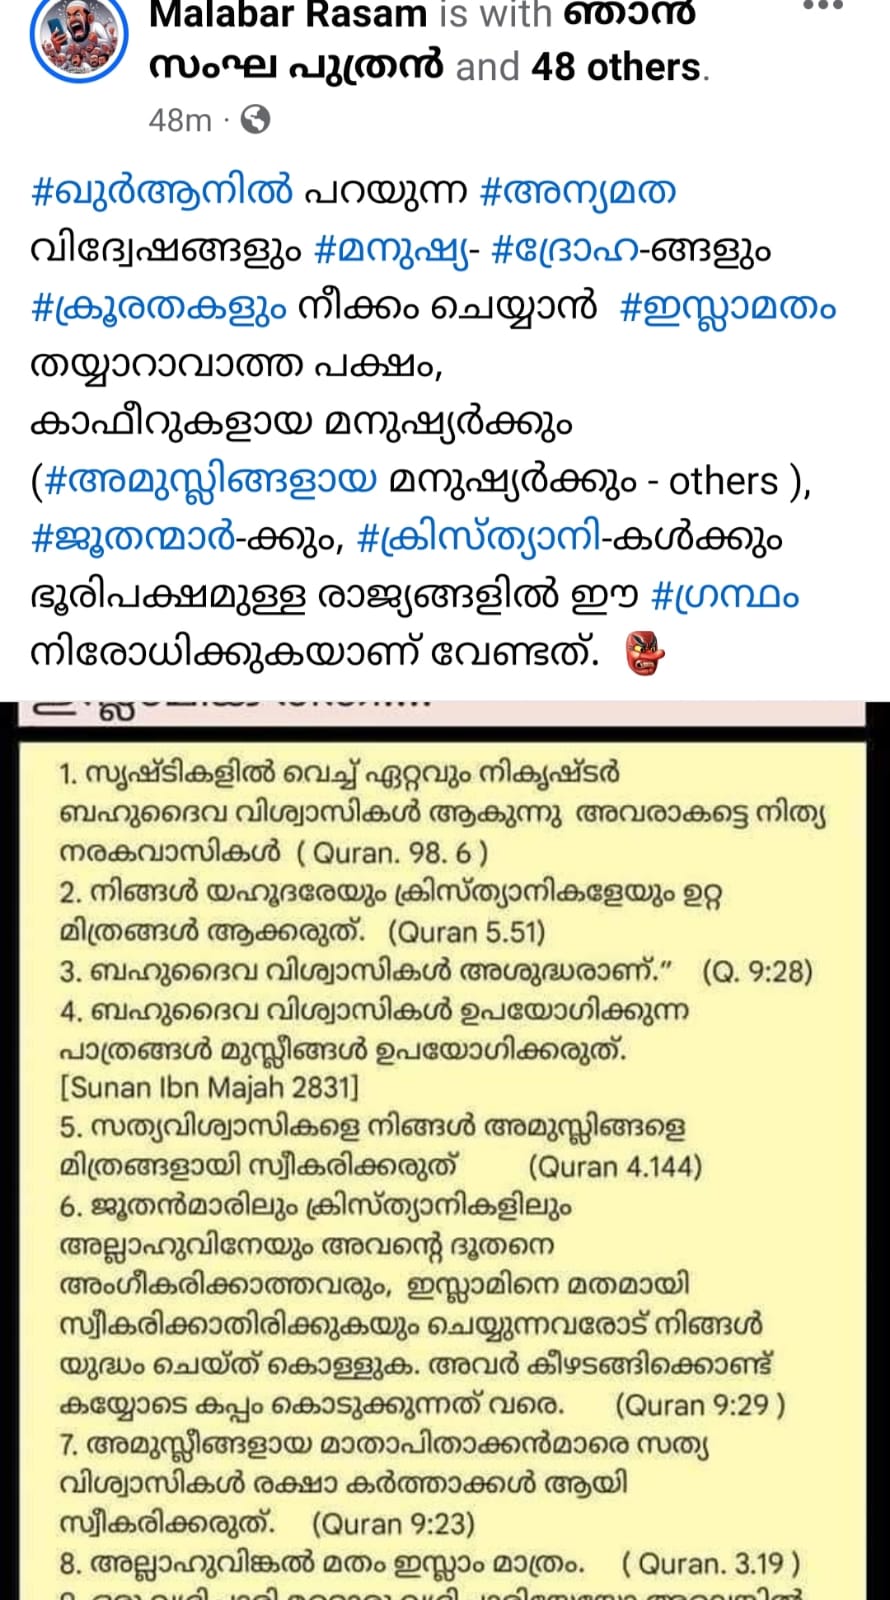 Malabar Rasam is with ഞാൻ
സംഘ പുത്രൻ and 48 others.
48m ·
#ഖുർആനിൽ പറയുന്ന #അന്യമത
വിദ്വേഷങ്ങളും #മനുഷ്യ- #ദ്രോഹ-ങ്ങളും
#ക്രൂരതകളും നീക്കം ചെയ്യാൻ #ഇസ്ലാമതം
തയ്യാറാവാത്ത പക്ഷം,
കാഫീറുകളായ മനുഷ്യർക്കും
(#അമുസ്ലിങ്ങളായ മനുഷ്യർക്കും - others ),
#ജൂതന്മാർ-ക്കും, #ക്രിസ്ത്യാനി-കൾക്കും
ഭൂരിപക്ഷമുള്ള രാജ്യങ്ങളിൽ ഈ #ഗ്രന്ഥം
നിരോധിക്കുകയാണ് വേണ്ടത്. 👺
1. സൃഷ്ടികളിൽ വെച്ച് ഏറ്റവും നികൃഷ്ടർ
ബഹുദൈവ വിശ്വാസികൾ ആകുന്നു അവരാകട്ടെ നിത്യ
നരകവാസികൾ ( Quran. 98. 6 )
2. നിങ്ങൾ യഹൂദരേയും ക്രിസ്ത്യാനികളേയും ഉറ്റ
മിത്രങ്ങൾ ആക്കരുത്. (Quran 5.51)
3. ബഹുദൈവ വിശ്വാസികൾ അശുദ്ധരാണ്.” (Q. 9:28)
4. ബഹുദൈവ വിശ്വാസികൾ ഉപയോഗിക്കുന്ന
പാത്രങ്ങൾ മുസ്ലീങ്ങൾ ഉപയോഗിക്കരുത്.
[Sunan Ibn Majah 2831]
5. സത്യവിശ്വാസികളെ നിങ്ങൾ അമുസ്ലിങ്ങളെ
മിത്രങ്ങളായി സ്വീകരിക്കരുത് (Quran 4.144)
6. ജൂതൻമാരിലും ക്രിസ്ത്യാനികളിലും
അല്ലാഹുവിനേയും അവന്റെ ദൂതനെ
അംഗീകരിക്കാത്തവരും, ഇസ്ലാമിനെ മതമായി
സ്വീകരിക്കാതിരിക്കുകയും ചെയ്യുന്നവരോട് നിങ്ങൾ
യുദ്ധം ചെയ്ത് കൊള്ളുക. അവർ കീഴടങ്ങിക്കൊണ്ട്
കയ്യോടെ കപ്പം കൊടുക്കുന്നത് വരെ. (Quran 9:29 )
7. അമുസ്ലീങ്ങളായ മാതാപിതാക്കൻമാരെ സത്യ
വിശ്വാസികൾ രക്ഷാ കർത്താക്കൾ ആയി
സ്വീകരിക്കരുത്. (Quran 9:23)
8. അല്ലാഹുവിങ്കൽ മതം ഇസ്ലാം മാത്രം. ( Quran. 3.19 )